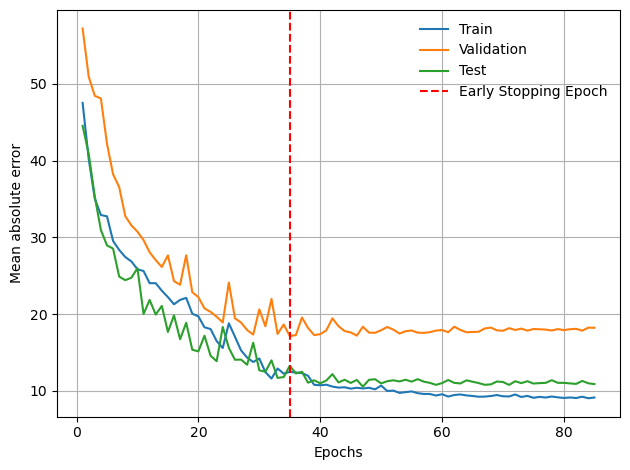 Train
Validation
Test
Early Stopping Epoch
Mean absolute error
50
40
30
20
10
0
20
40
60
80
Epochs